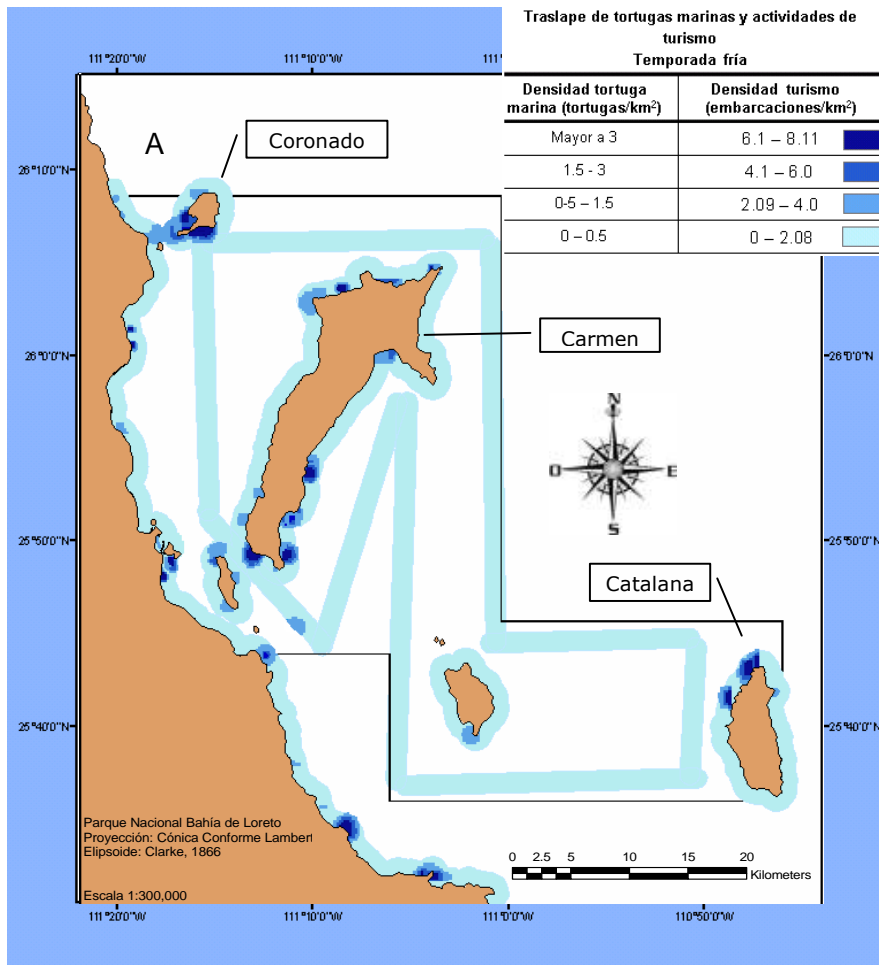 Traslape de tortugas marinas y actividades de
turismo
Temporada fría
Densidad tortuga
marina (tortugas/km²)
Densidad turismo
(embarcaciones/km²)
Mayor a 3
6.1 – 8.11
1.5 - 3
4.1 – 6.0
0-5 – 1.5
2.09 – 4.0
0 – 0.5
0 – 2.08
111°20'0"W
111°10'0"W
A
Coronado
26°10'0"N
Carmen
26°0'0"N
26°0'0"N
N
O
E
S
25°50'0"N
25°50'0"N
Catalana
25°40'0"N
25°40'0"N
Parque Nacional Bahía de Loreto
Proyección: Cónica Conforme Lambert
Elipsoide: Clarke, 1866
Escala 1:300,000
0 2.5 5 10 15 20
Kilometers
111°20'0"W
111°10'0"W
111°0'0"W
110°50'0"W